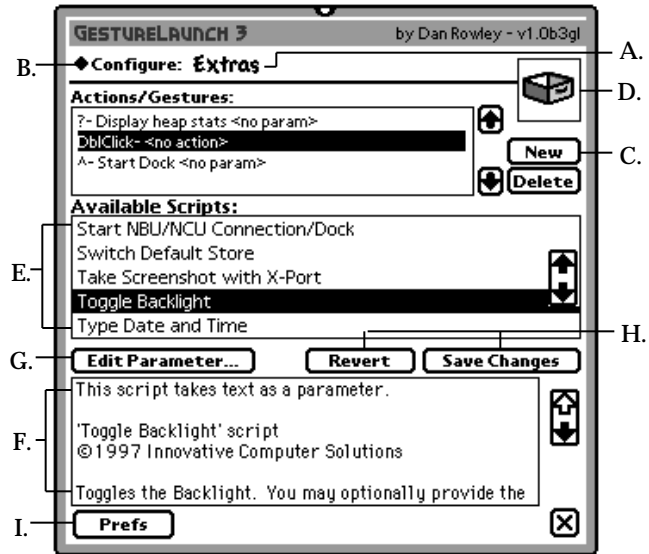 GESTURELAUNCH 3 by Dan Rowley - v1.0b3gl
A.
B. ◆Configure: Extras
D.
Actions/Gestures:
?- Display heap stats <no param>
DblClick- <no action>
New
C.
^- Start Dock <no param>
Delete
Available Scripts:
Start NBU/NCU Connection/Dock
Switch Default Store
E.
Take Screenshot with X-Port
Toggle Backlight
Type Date and Time
H.
G. Edit Parameter... Revert Save Changes
This script takes text as a parameter.
F.
'Toggle Backlight' script
©1997 Innovative Computer Solutions
Toggles the Backlight. You may optionally provide the
I. Prefs